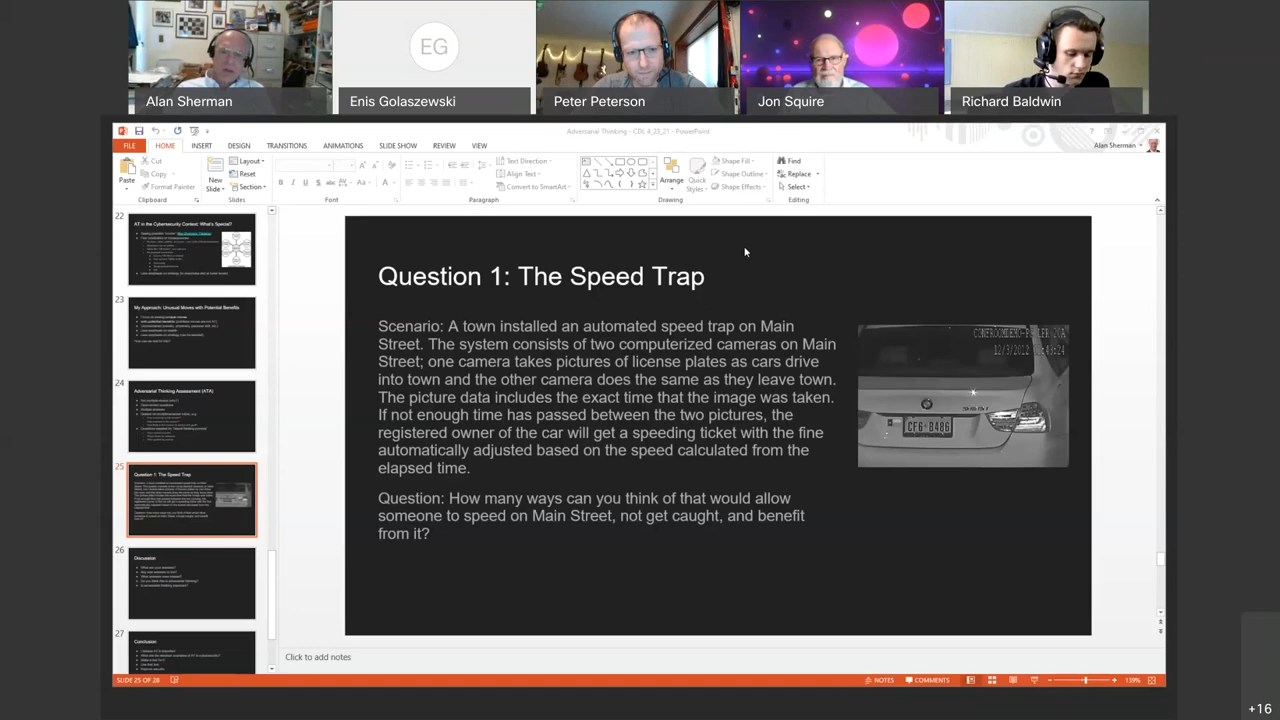 EG
Alan Sherman
Enis Golaszewski
Peter Peterson
Jon Squire
Richard Baldwin
Adversarial Thinking - CDL 4_23_21 - PowerPoint
FILE HOME INSERT DESIGN TRANSITIONS ANIMATIONS SLIDE SHOW REVIEW VIEW
Alan Sherman
Paste
Cut
Copy
Format Painter
Clipboard
New Slide
Layout
Reset
Section
Slides
Font
Text Direction
Align Text
Convert to SmartArt
Paragraph
Arrange
Quick Styles
Shape Fill
Shape Outline
Shape Effects
Drawing
Find
Replace
Select
Editing
22
AT in the Cybersecurity Context: What's Special?
23
My Approach: Unusual Moves with Potential Benefits
24
Adversarial Thinking Assessment (ATA)
25
Question 1: The Speed Trap
26
Discussion
27
Conclusion
Question 1: The Speed Trap
Scenario: A town installed an automated speed trap on Main
Street. The system consists of two computerized cameras on Main
Street; one camera takes pictures of license plates as cars drive
into town and the other camera does the same as they leave town.
The picture data includes the exact time that the image was taken.
If not enough time has passed between the two pictures, the
registered owner of the car will get a speeding ticket with the fine
automatically adjusted based on the speed calculated from the
elapsed time.
Question: How many ways can you think of that would allow
someone to speed on Main Street, not get caught, and benefit
from it?
Click to add notes
SLIDE 25 OF 28
NOTES
COMMENTS
139%
+16